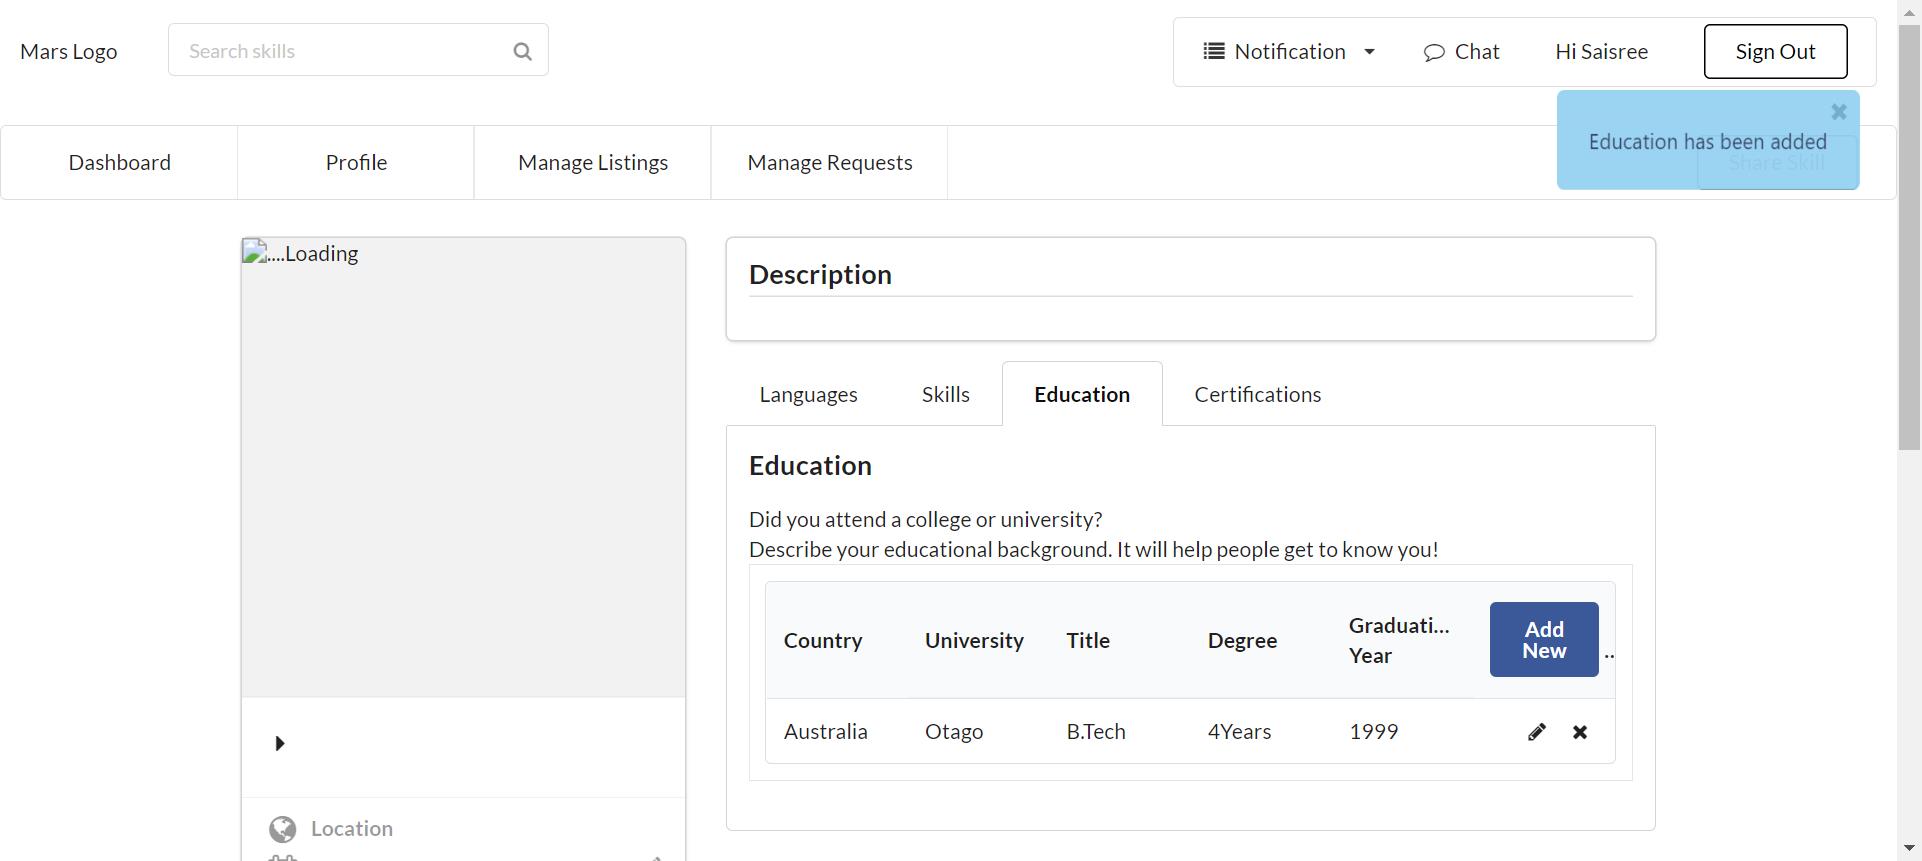 Mars Logo
Search skills
Notification
Chat
Hi Saisree
Sign Out
Education has been added
Share Skill
Dashboard
Profile
Manage Listings
Manage Requests
....Loading
Description
Languages
Skills
Education
Certifications
Education
Did you attend a college or university?
Describe your educational background. It will help people get to know you!
Country
University
Title
Degree
Graduati...
Year
Add
New
..
Australia
Otago
B.Tech
4Years
1999
Location